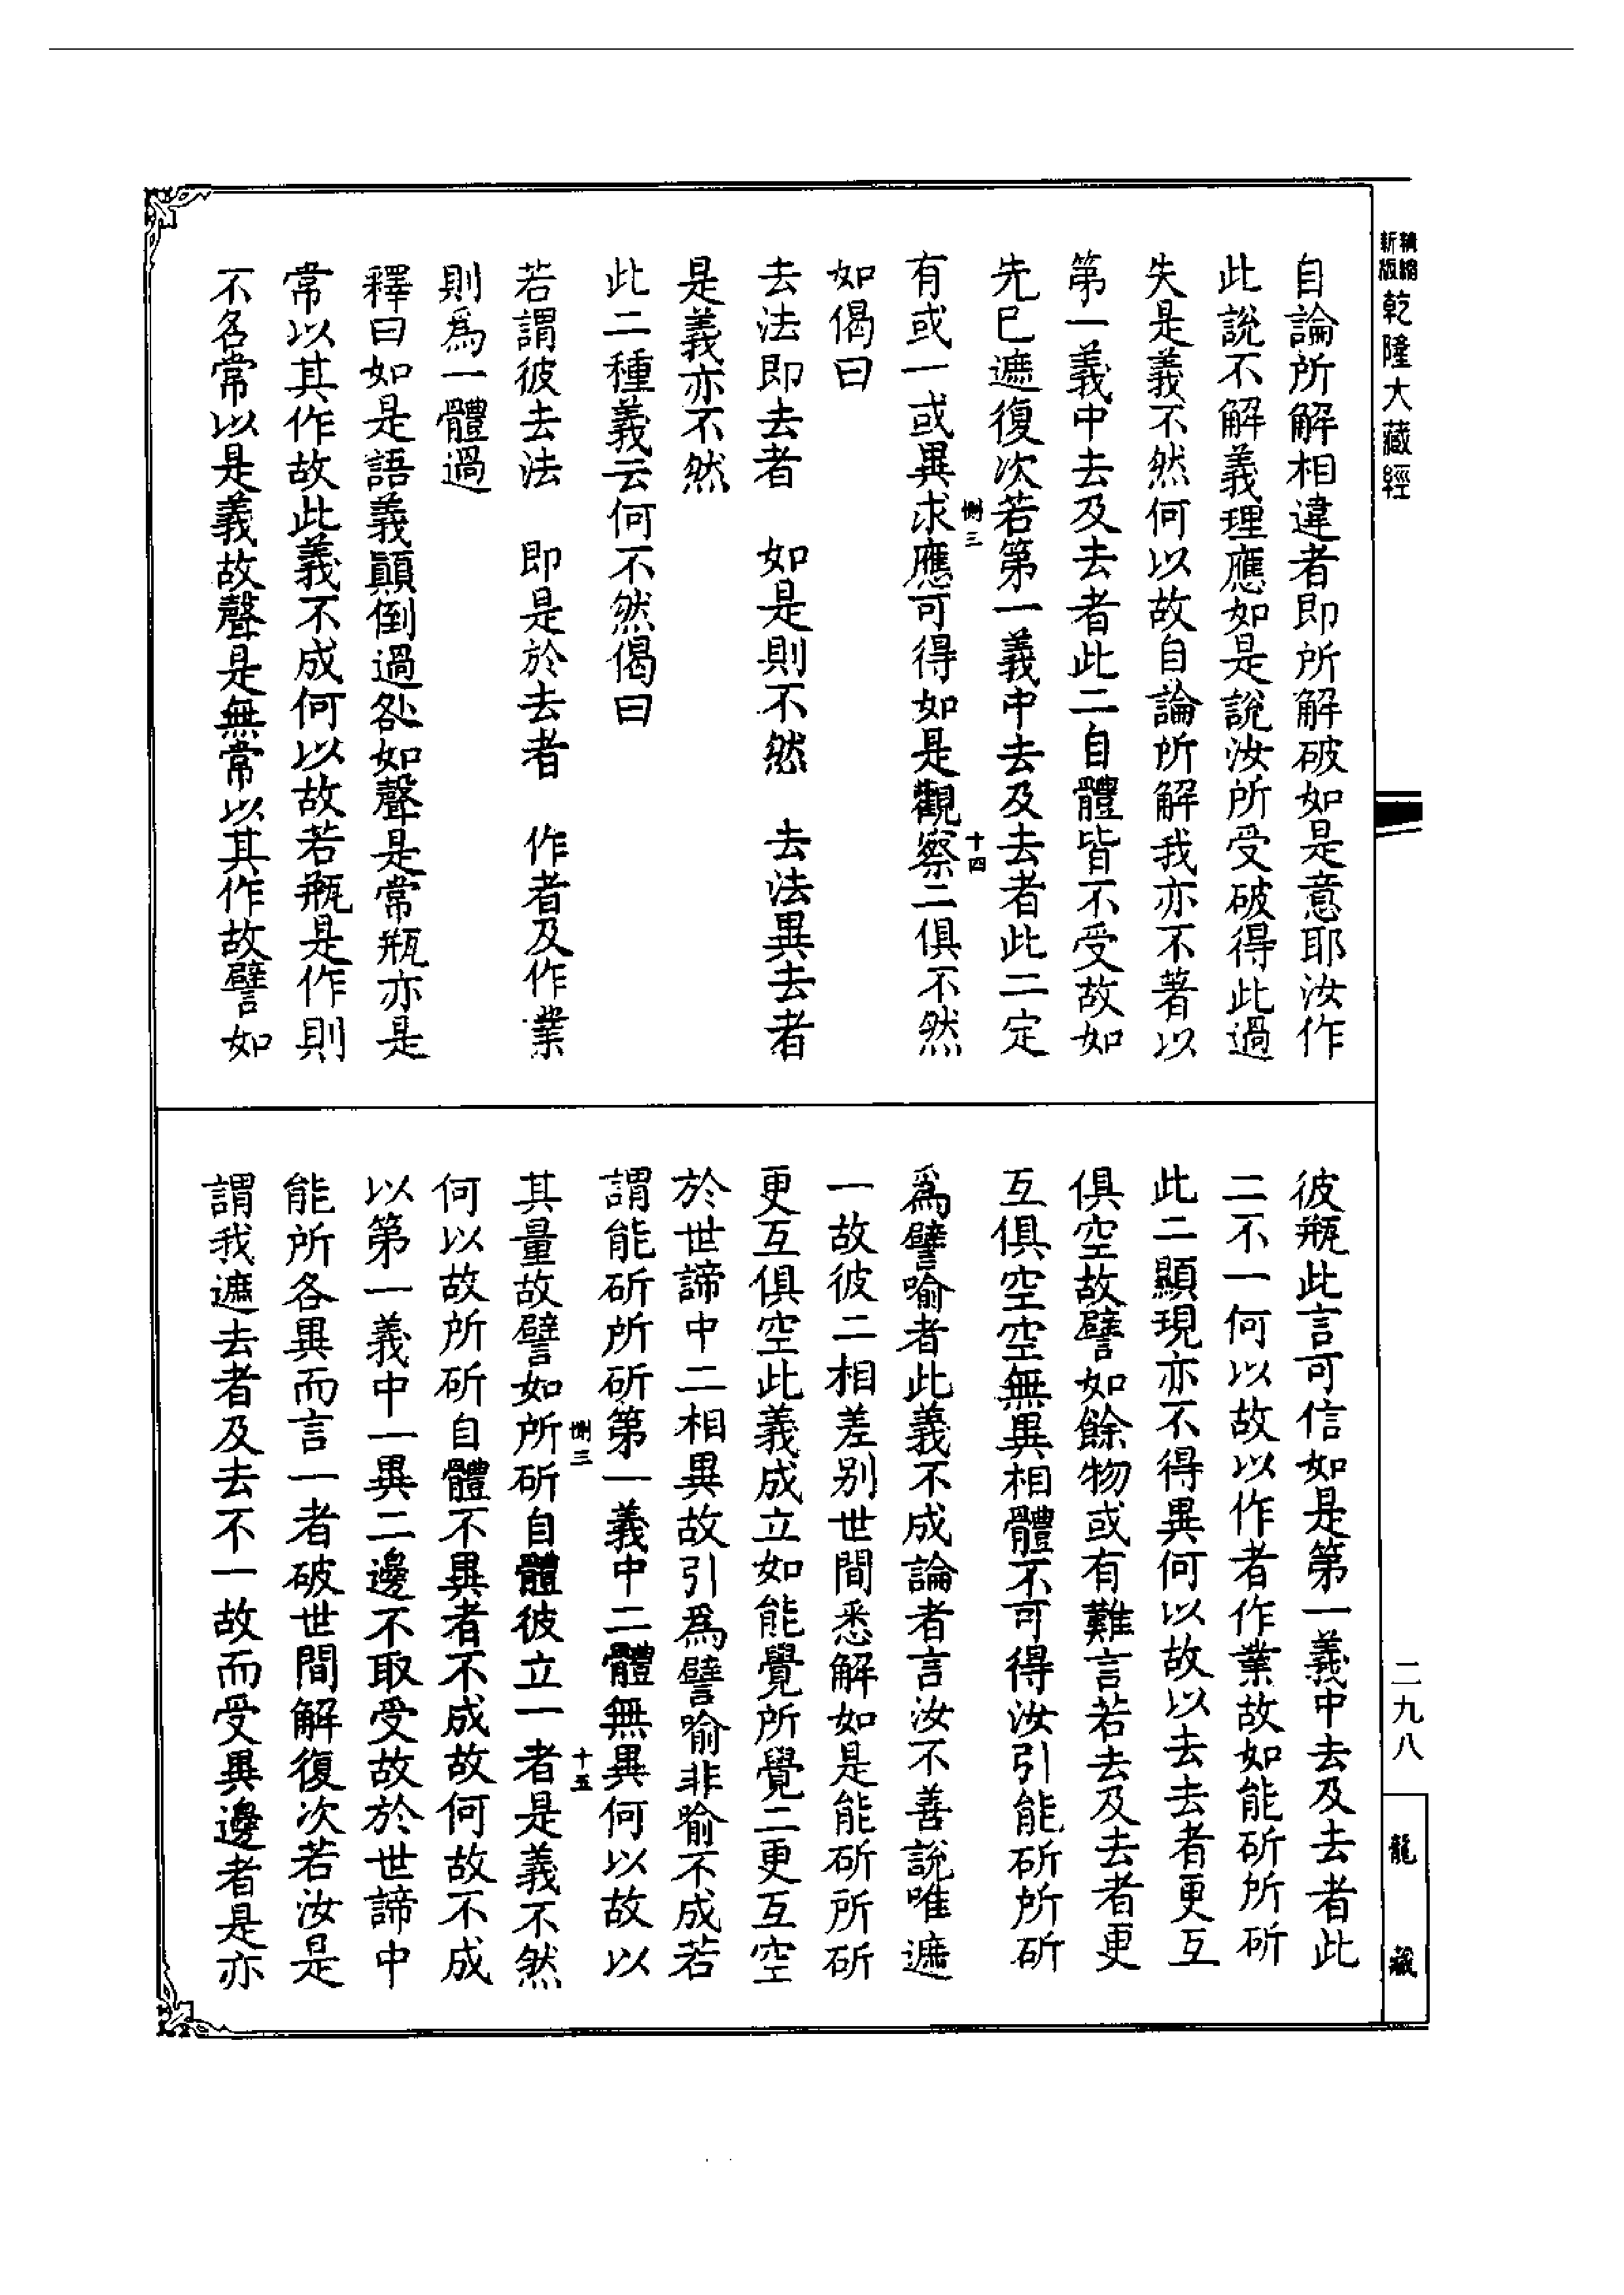 新版精縮乾隆大藏經
自論所解相違者即所解破如是意耶汝作
此說不解義理應如是說汝所受破得此過
失是義不然何以故自論所解我亦不著以
第一義中去及去者此二自體皆不受故如
先已遮復次若第一義中去及去者此二定
惻三
十四
有或一或異求應可得如是觀察二俱不然
如偈曰
去法即去者　如是則不然　去法異去者
是義亦不然
此二種義云何不然偈曰
若謂彼去法　即是於去者　作者及作業
則爲一體過
釋曰如是語義顛倒過咎如聲是常瓶亦是
常以其作故此義不成何以故若瓶是作則
不名常以是義故聲是無常以其作故譬如
彼瓶此言可信如是第一義中去及去者此
二不一何以故以作者作業故如能斫所斫
此二顯現亦不得異何以故以去去者更互
俱空故譬如餘物或有難言若去及去者更
互俱空空無異相體不可得汝引能斫所斫
爲譬喻者此義不成論者言汝不善說唯遮
一故彼二相差別世間悉解如是能斫所斫
更互俱空此義成立如能覺所覺二更互空
於世諦中二相異故引爲譬喻非喻不成若
謂能斫所斫第一義中二體無異何以故以
惻三
十五
其量故譬如所斫自體彼立一者是義不然
何以故所斫自體不異者不成故何故不成
以第一義中一異二邊不取受故於世諦中
能所各異而言一者破世間解復次若汝是
謂我遮去者及去不一故而受異邊者是亦
二九八
龍藏